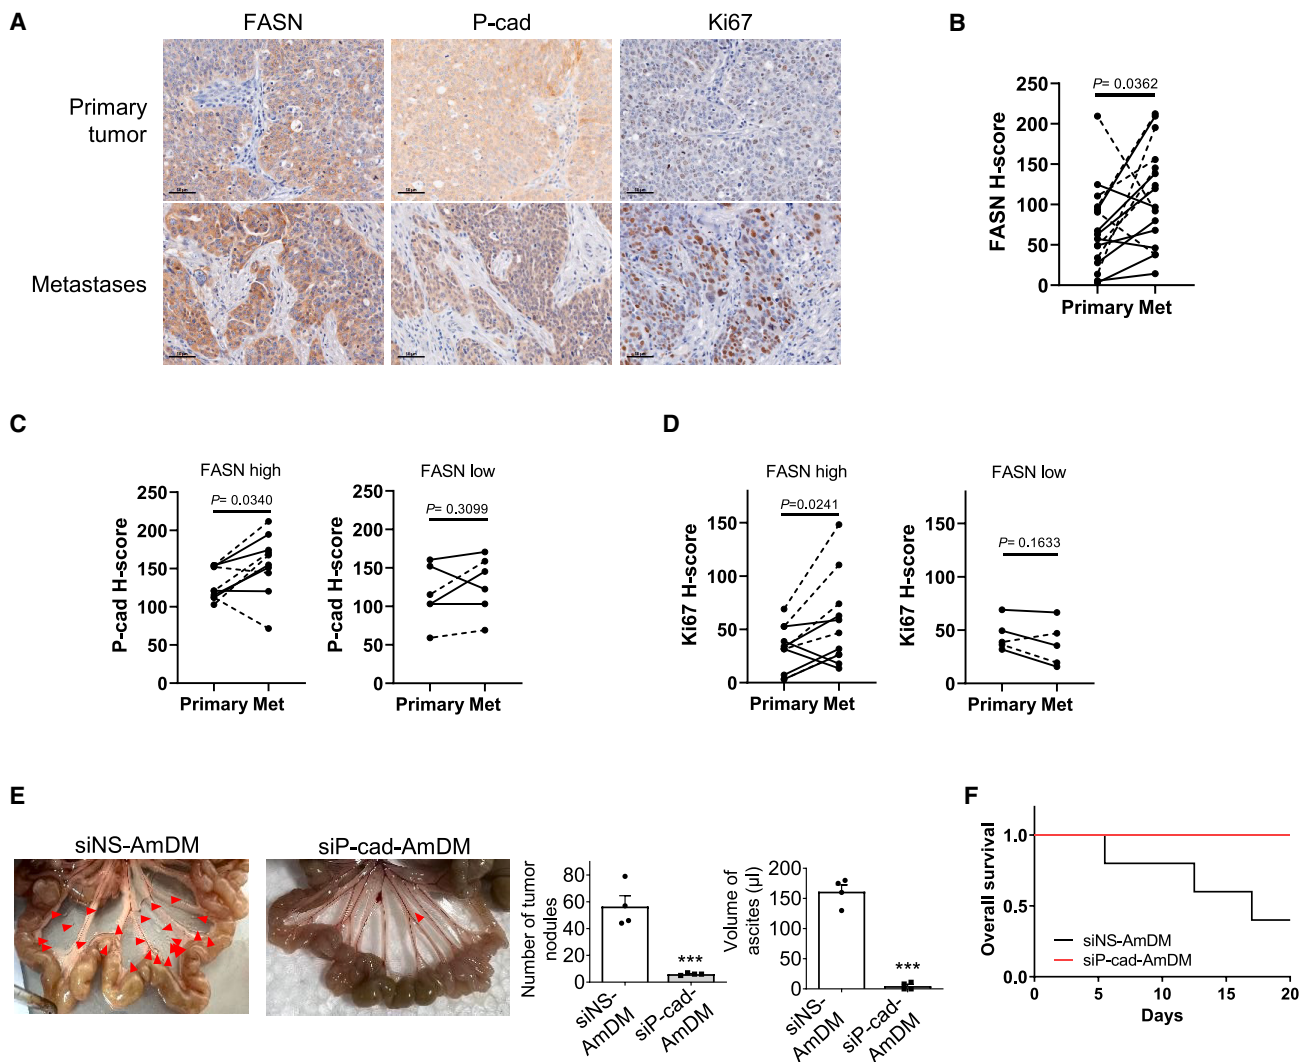 A
FASN
P-cad
Ki67
Primary
tumor
Metastases
B
P= 0.0362
FASN H-score
250
200
150
100
50
0
Primary Met
C
FASN high
P= 0.0340
P-cad H-score
250
200
150
100
50
0
Primary Met
FASN low
P= 0.3099
P-cad H-score
250
200
150
100
50
0
Primary Met
D
FASN high
P=0.0241
Ki67 H-score
150
100
50
0
Primary Met
FASN low
P= 0.1633
Ki67 H-score
150
100
50
0
Primary Met
E
siNS-AmDM
siP-cad-AmDM
Number of tumor
nodules
80
60
40
20
0
***
siNS-
AmDM
siP-cad-
AmDM
Volume of
ascites (µl)
200
150
100
50
0
***
siNS-
AmDM
siP-cad-
AmDM
F
Overall survival
1.0
0.5
0.0
siNS-AmDM
siP-cad-AmDM
0 5 10 15 20
Days